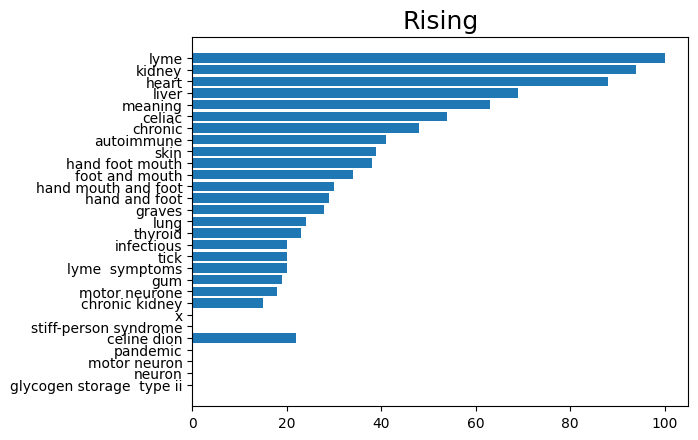 Rising
lyme
kidney
heart
liver
meaning
celiac
chronic
autoimmune
skin
hand foot mouth
foot and mouth
hand mouth and foot
hand and foot
graves
lung
thyroid
infectious
tick
lyme  symptoms
gum
motor neurone
chronic kidney
x
stiff-person syndrome
celine dion
pandemic
motor neuron
neuron
glycogen storage  type ii
0 20 40 60 80 100